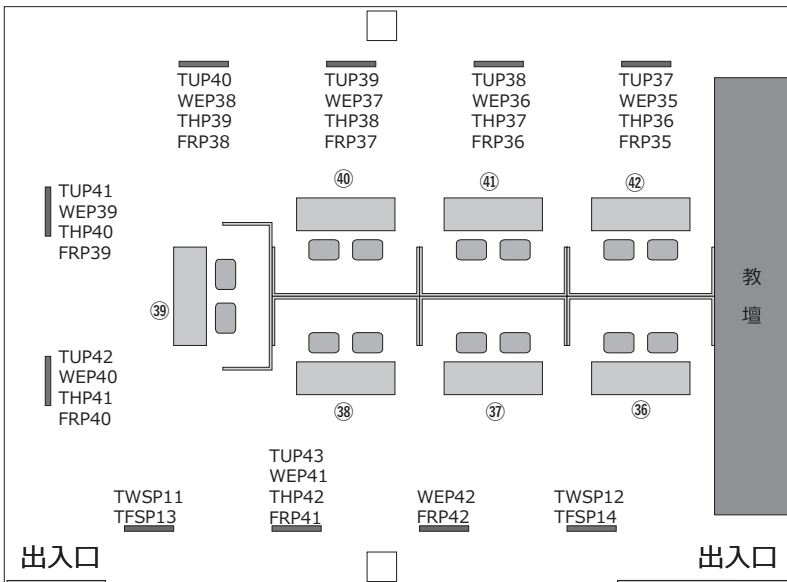 TUP40
WEP38
THP39
FRP38
TUP39
WEP37
THP38
FRP37
TUP38
WEP36
THP37
FRP36
TUP37
WEP35
THP36
FRP35
㊵
㊶
㊷
TUP41
WEP39
THP40
FRP39
㊴
教
壇
TUP42
WEP40
THP41
FRP40
㊳
㊲
㊱
TUP43
WEP41
THP42
FRP41
TWSP11
TFSP13
WEP42
FRP42
TWSP12
TFSP14
出入口
出入口